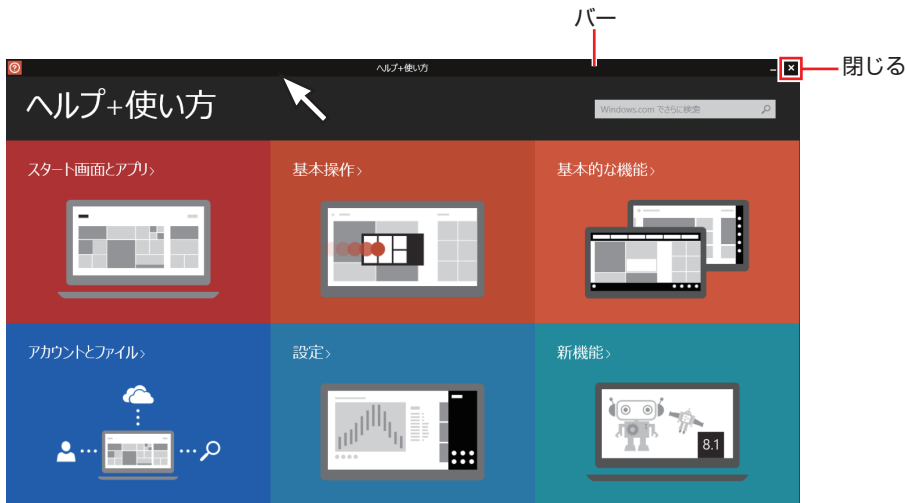 バー
ヘルプ+使い方
閉じる
ヘルプ+使い方
Windows.com でさらに検索
スタート画面とアプリ>
基本操作>
基本的な機能>
アカウントとファイル>
設定>
新機能>
8.1